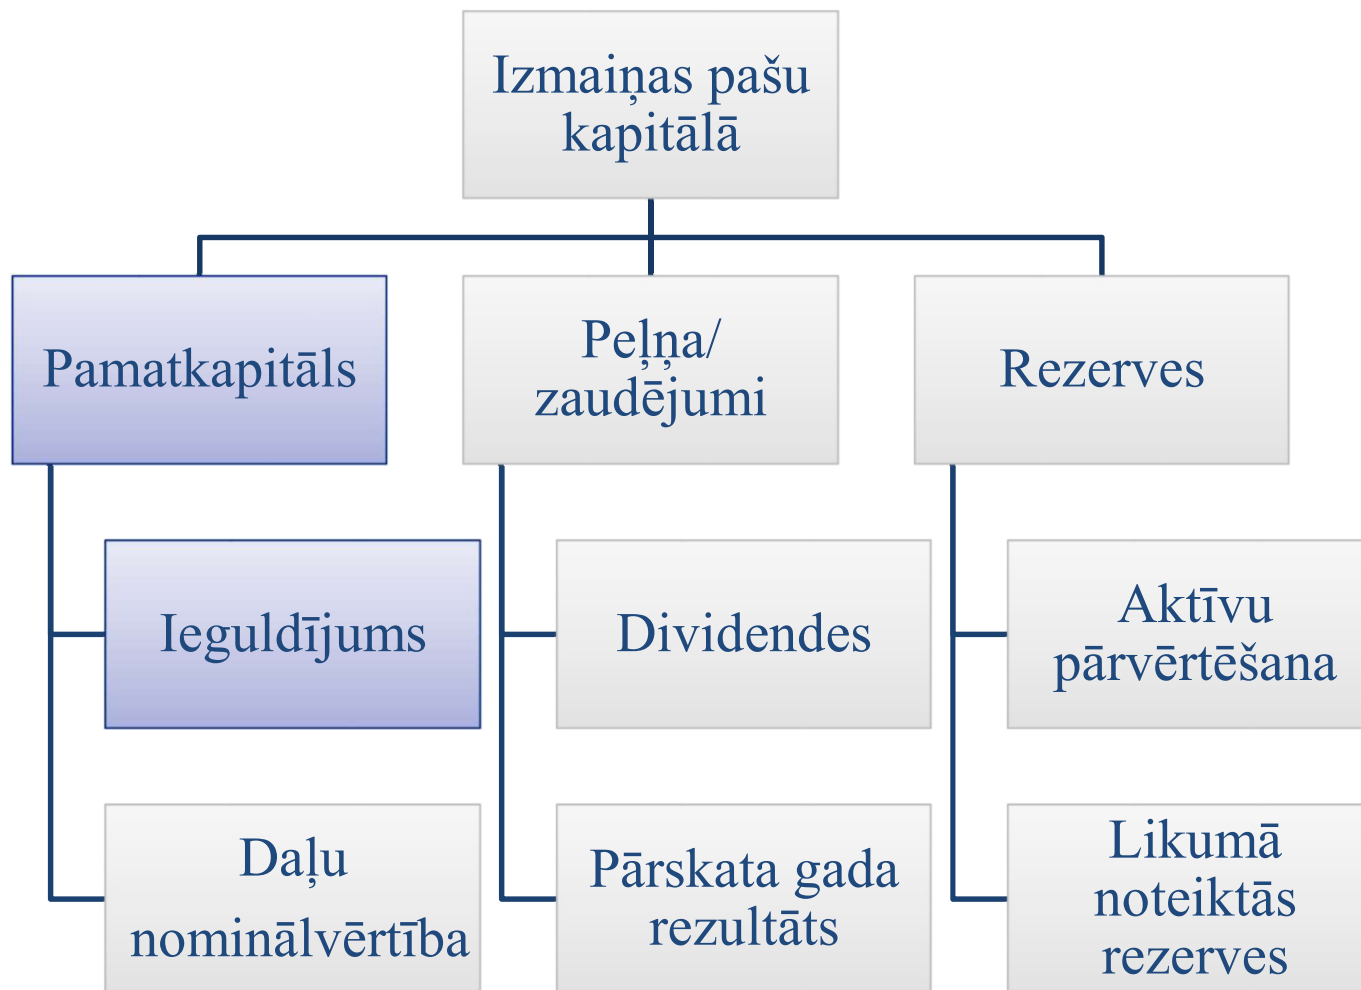 Izmaiņas pašu
kapitālā
Pamatkapitāls
Peļņa/
zaudējumi
Rezerves
Ieguldījums
Dividendes
Aktīvu
pārvērtēšana
Daļu
nominālvērtība
Pārskata gada
rezultāts
Likumā
noteiktās
rezerves